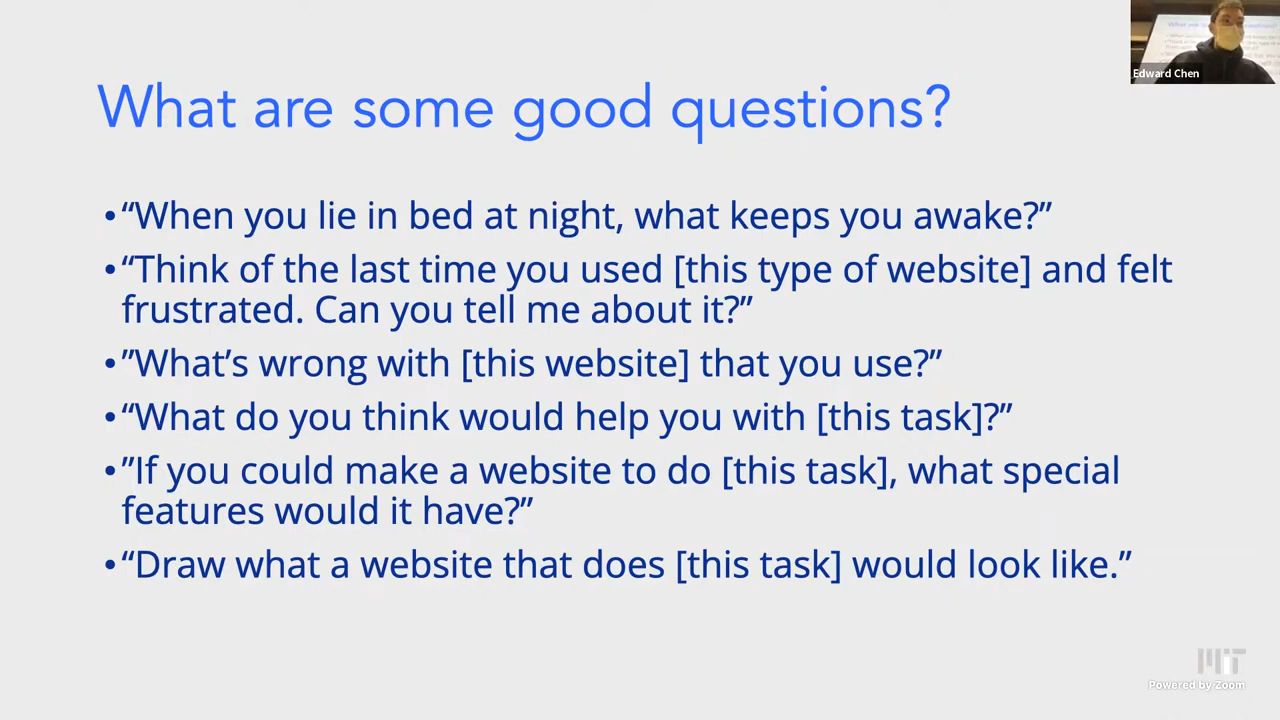 Edward Chen
What are some good questions?
•“When you lie in bed at night, what keeps you awake?”
•“Think of the last time you used [this type of website] and felt
frustrated. Can you tell me about it?”
•”What’s wrong with [this website] that you use?”
•“What do you think would help you with [this task]?”
•”If you could make a website to do [this task], what special
features would it have?”
•“Draw what a website that does [this task] would look like.”
MIT
Powered by Zoom